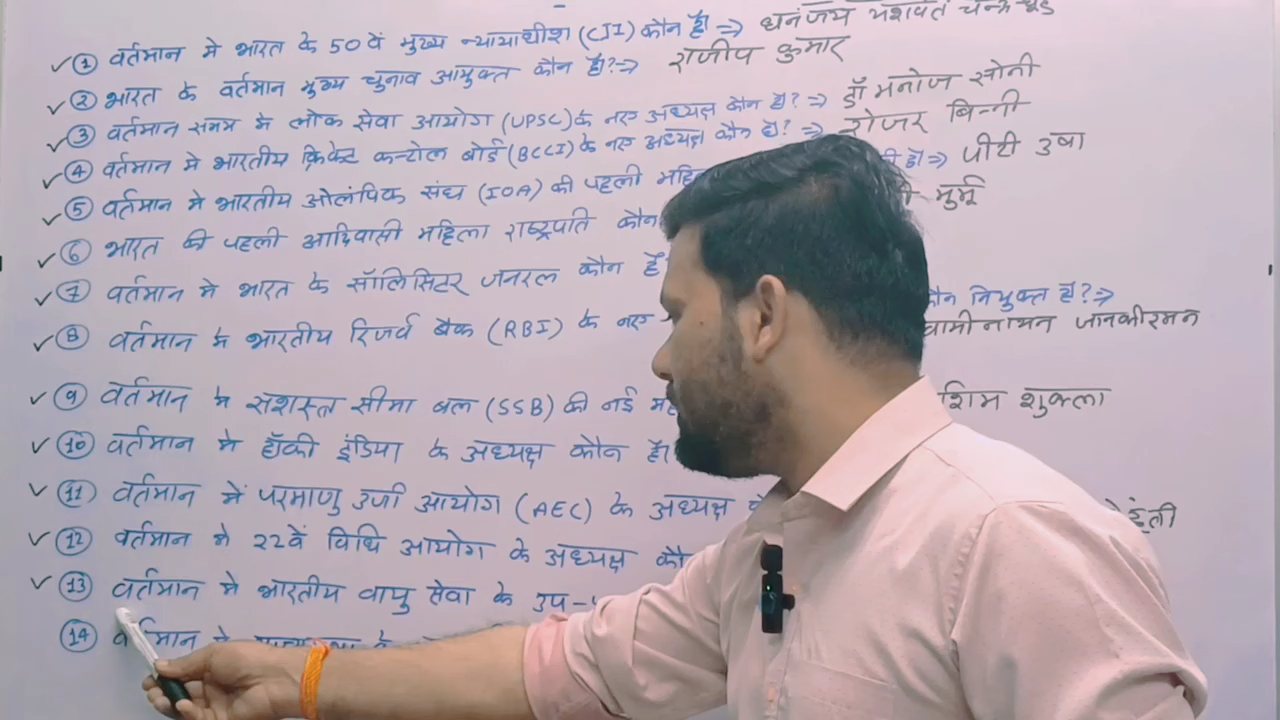 ① वर्तमान मे भारत के 50 वें मुख्य न्यायाधीश (CJI) कौन है। ⇒ धनंजय यशवंत चन्द्रचूड
② भारत के वर्तमान मुख्य चुनाव आयुक्त कौन है? ⇒ राजीव कुमार
③ वर्तमान समय मे लोक सेवा आयोग (UPSC) के नए अध्यक्ष कौन है? ⇒ डॉ मनोज सोनी
④ वर्तमान मे भारतीय क्रिकेट कन्ट्रोल बोर्ड (BCCI) के नए अध्यक्ष कौन है? ⇒ रोजर बिन्नी
⑤ वर्तमान मे भारतीय ओलंपिक संघ (IOA) की पहली है। ⇒ पीटी उषा
⑥ भारत की पहली आदिवासी महिला राष्ट्रपति कौन मुर्मू
⑦ वर्तमान मे भारत के सॉलिसिटर जनरल कौन है
⑧ वर्तमान मे भारतीय रिजर्व बैंक (RBI) के नए कौन नियुक्त है? ⇒
जानकीरमन
⑨ वर्तमान मे सशस्त्र सीमा बल (SSB) की नई शुक्ला
⑩ वर्तमान मे हॉकी इंडिया के अध्यक्ष कौन है।
⑪ वर्तमान में परमाणु उर्जा आयोग (AEC) के अध्यक्ष
⑫ वर्तमान मे 22वें विधि आयोग के अध्यक्ष
⑬ वर्तमान मे भारतीय वायु सेवा के उप-
⑭ वर्तमान मे